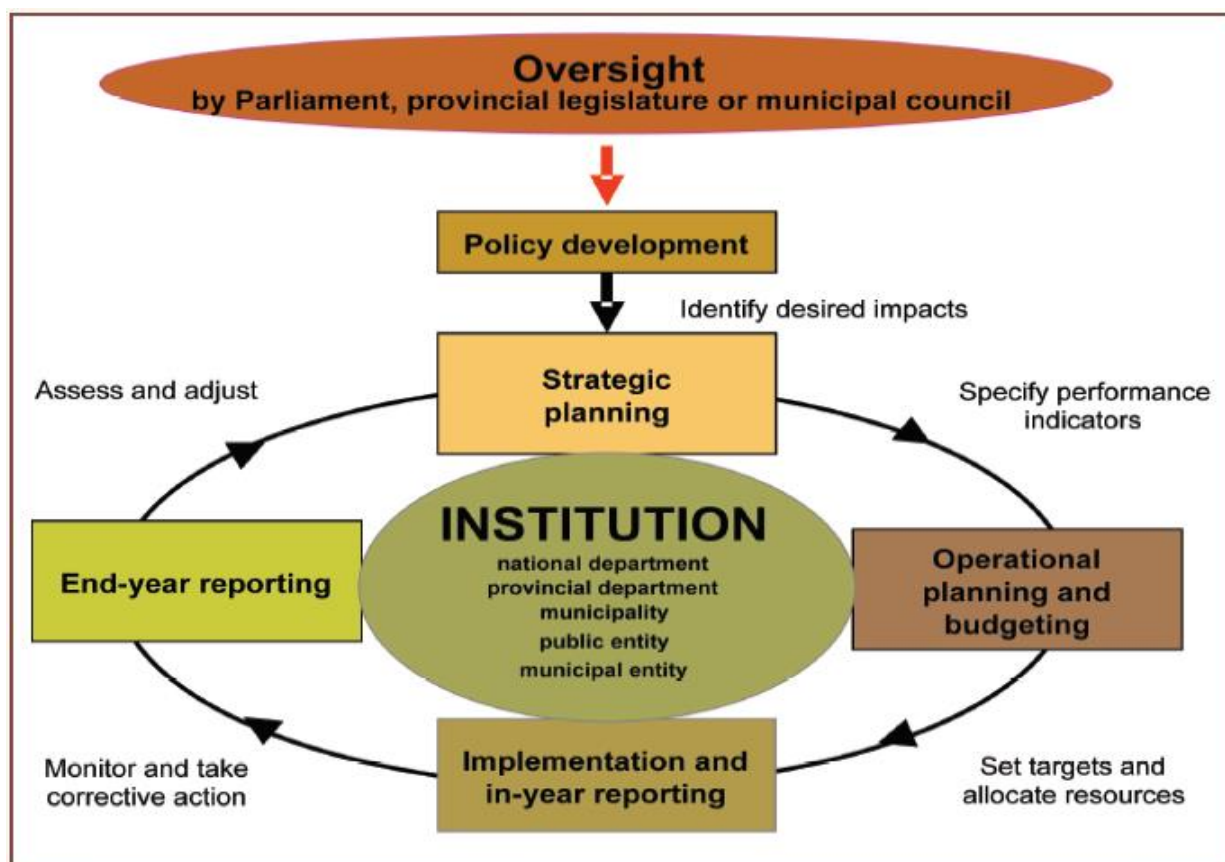 Oversight
by Parliament, provincial legislature or municipal council
Policy development
Identify desired impacts
Strategic
planning
Assess and adjust
Specify performance
indicators
INSTITUTION
national department
provincial department
municipality
public entity
municipal entity
End-year reporting
Operational
planning and
budgeting
Implementation and
in-year reporting
Monitor and take
corrective action
Set targets and
allocate resources